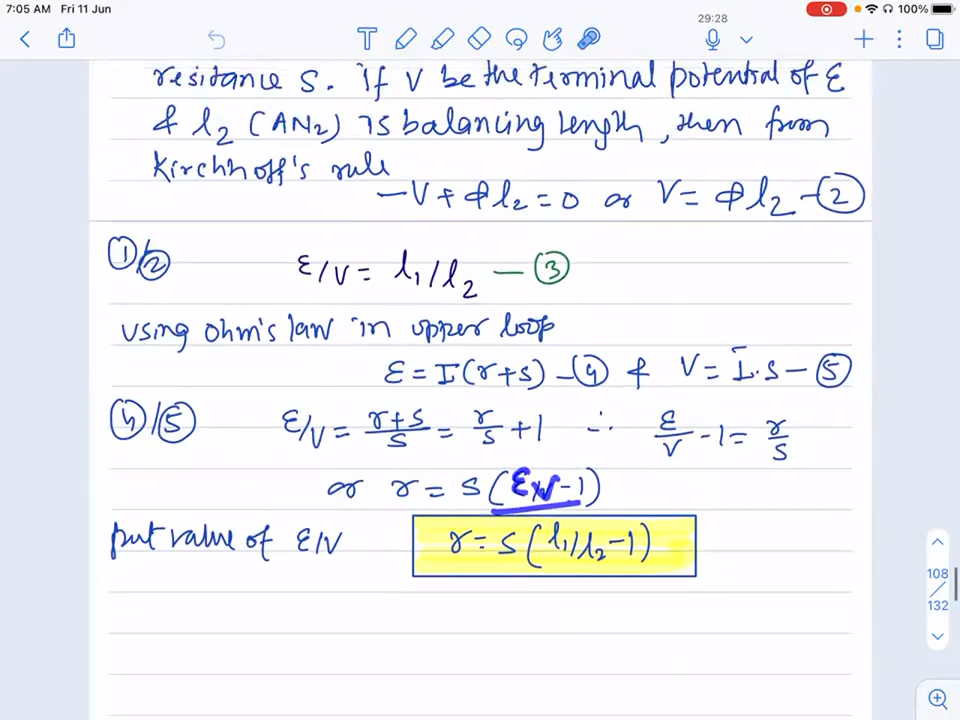 7:05 AM Fri 11 Jun
100%
29:28
T
resitance S. If V be the terminal potential of ε
& l₂ (AN₂) is balancing length, then from
Kirchhoff's rule
-V + ϕl₂ = 0 or V = ϕl₂ - ②
①/② ε/V = l₁/l₂ — ③
using ohm's law in upper loop
ε = I(r+s) - ④ & V = I.s - ⑤
④/⑤ ε/V = r+s/s = r/s + 1 ∴ ε/V - 1 = r/s
or r = s(ε/V - 1)
put value of ε/V r = s(l₁/l₂ - 1)
108
132